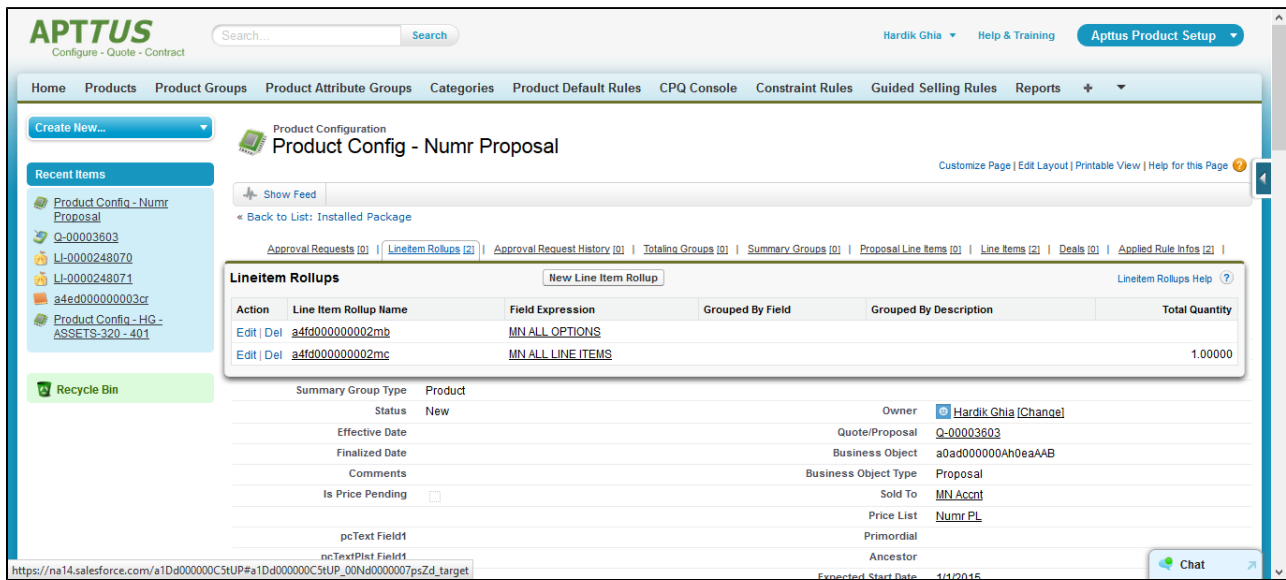 APTTUS
Configure - Quote - Contract
Search...
Search
Hardik Ghia
Help & Training
Apttus Product Setup
Home Products Product Groups Product Attribute Groups Categories Product Default Rules CPQ Console Constraint Rules Guided Selling Rules Reports +
Create New...
Recent Items
Product Config - Numr
Proposal
Q-00003603
LI-0000248070
LI-0000248071
a4ed000000003cr
Product Config - HG -
ASSETS-320 - 401
Recycle Bin
Product Configuration
Product Config - Numr Proposal
Customize Page | Edit Layout | Printable View | Help for this Page ?
Show Feed
« Back to List: Installed Package
Approval Requests [0] | Lineitem Rollups [2] | Approval Request History [0] | Totaling Groups [0] | Summary Groups [0] | Proposal Line Items [0] | Line Items [2] | Deals [0] | Applied Rule Infos [2] |
Lineitem Rollups
New Line Item Rollup
Lineitem Rollups Help ?
Action Line Item Rollup Name Field Expression Grouped By Field Grouped By Description Total Quantity
Edit | Del a4fd000000002mb MN ALL OPTIONS
Edit | Del a4fd000000002mc MN ALL LINE ITEMS 1.00000
Summary Group Type Product
Status New Owner Hardik Ghia [Change]
Effective Date Quote/Proposal Q-00003603
Finalized Date Business Object a0ad000000Ah0eaAAB
Comments Business Object Type Proposal
Is Price Pending Sold To MN Accnt
Price List Numr PL
pcText Field1 Primordial
pcTextPlst Field1 Ancestor
Expected Start Date 1/1/2015
https://na14.salesforce.com/a1Dd000000C5tUP#a1Dd000000C5tUP_00Nd0000007psZd_target
Chat